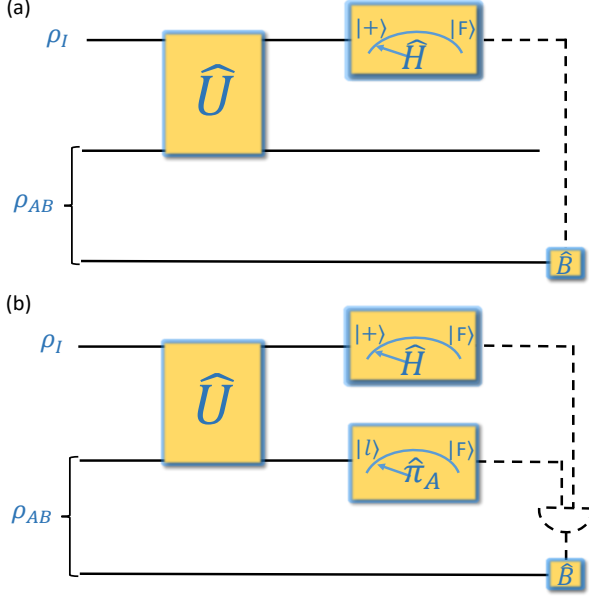 (a)
ρ_I
|+⟩ |F⟩
Ĥ
Û
ρ_AB
B̂
(b)
ρ_I
|+⟩ |F⟩
Ĥ
Û
|l⟩ |F⟩
π̂_A
ρ_AB
B̂